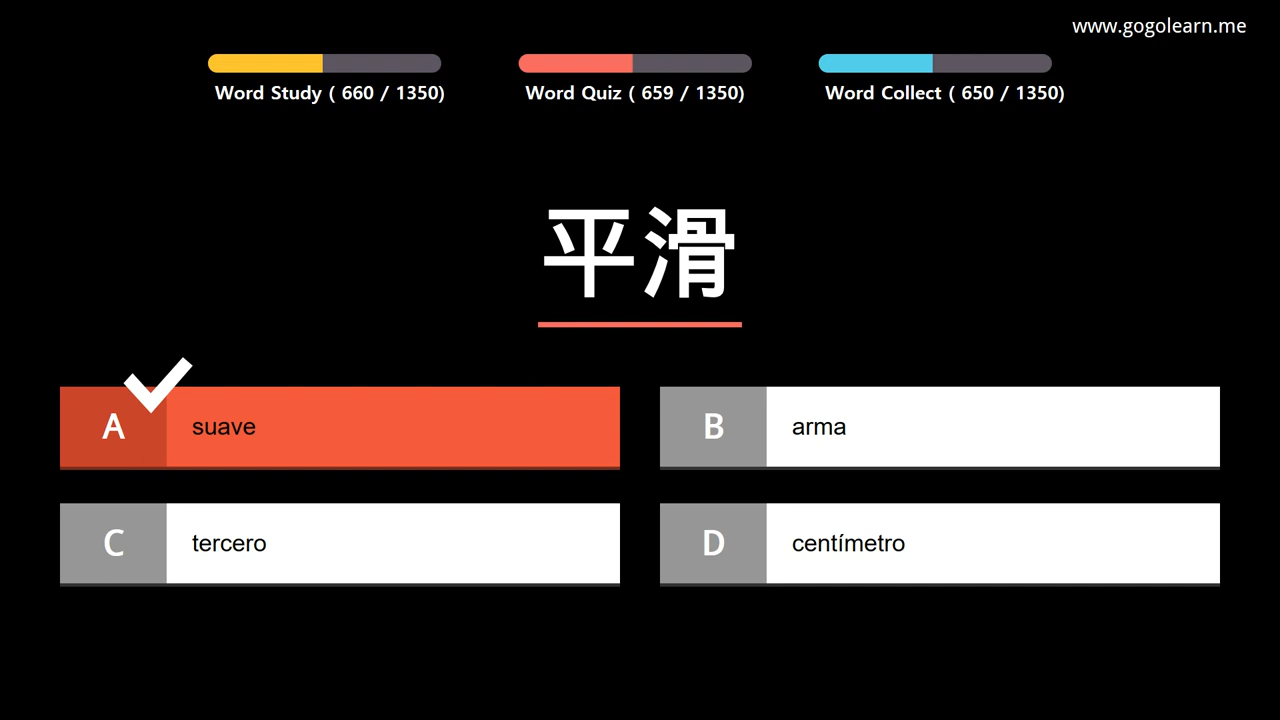 www.gogolearn.me
Word Study ( 660 / 1350)
Word Quiz ( 659 / 1350)
Word Collect ( 650 / 1350)
平滑
A suave
B arma
C tercero
D centímetro